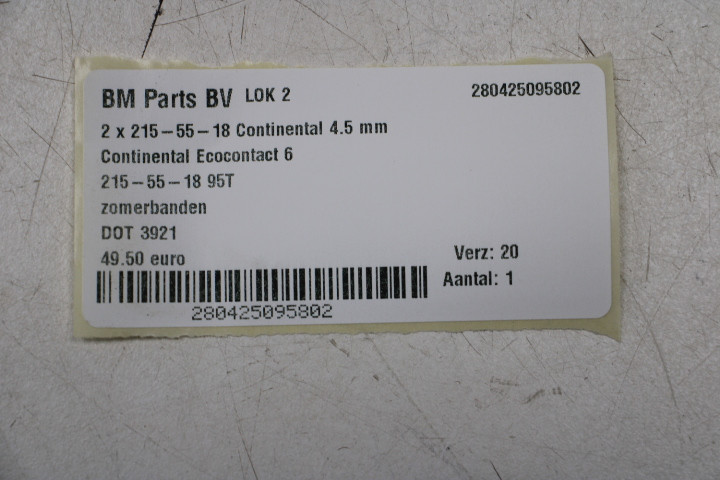 BM Parts BV LOK 2 280425095802
2 x 215-55-18 Continental 4.5 mm
Continental Ecocontact 6
215-55-18 95T
zomerbanden
DOT 3921
49.50 euro Verz: 20
Aantal: 1
280425095802